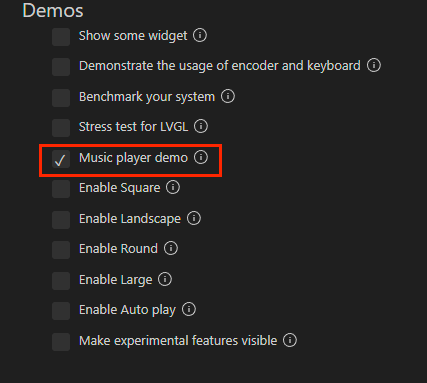 Demos
Show some widget
Demonstrate the usage of encoder and keyboard
Benchmark your system
Stress test for LVGL
Music player demo
Enable Square
Enable Landscape
Enable Round
Enable Large
Enable Auto play
Make experimental features visible